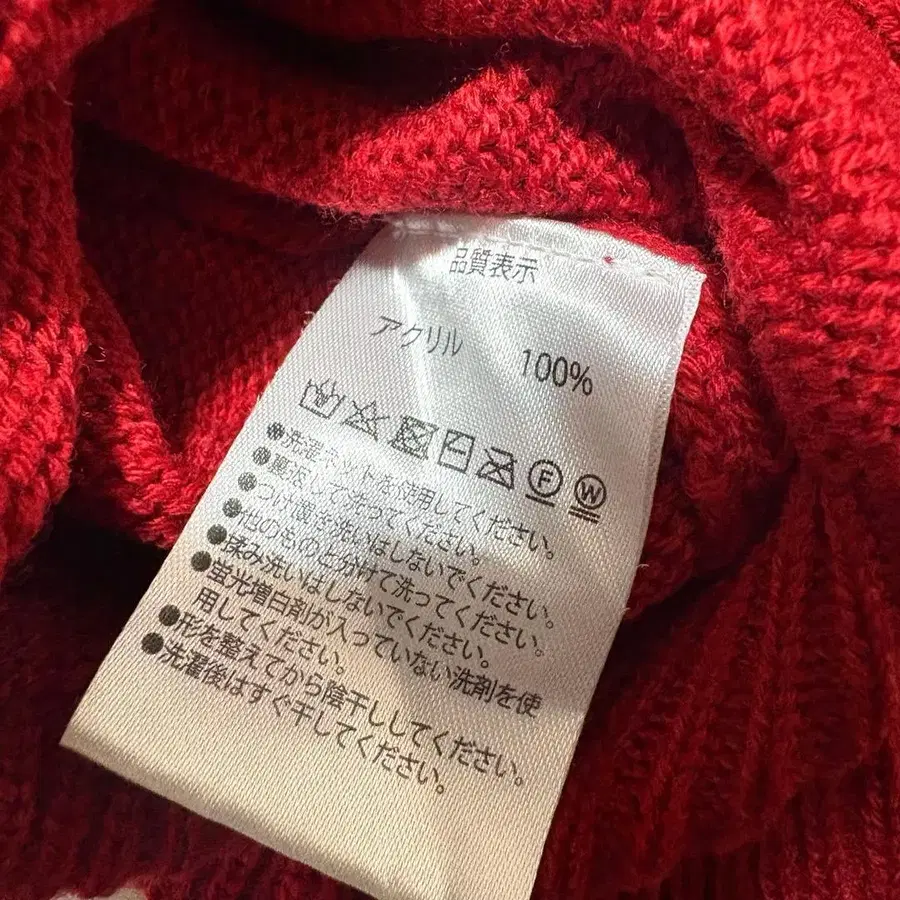 品質表示
アクリル 100%
F W
●洗濯ネットを使用してください。
●裏返しで洗ってください。
●つけ置き洗いはしないでください。
●他のものと分けて洗ってください。
●揉み洗いはしないでください。
●蛍光増白剤が入っていない洗剤を使
用してください。
●形を整えてから陰干ししてください。
●洗濯後はすぐ干してください。